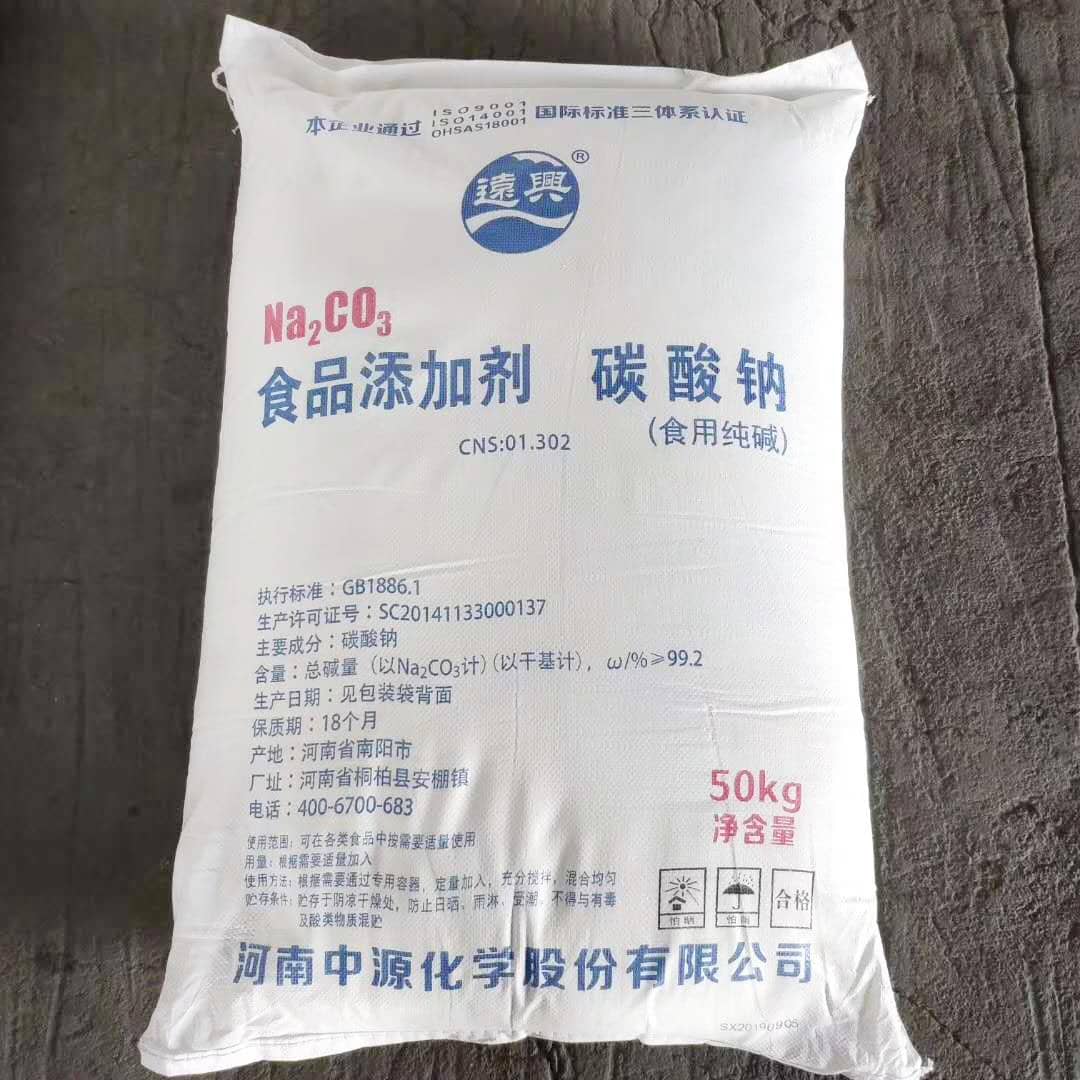 本企业通过 ISO9001 ISO14001 OHSAS18001 国际标准三体系认证
遠興®
Na₂CO₃
食品添加剂 碳酸钠
CNS:01.302 (食用纯碱)
执行标准：GB1886.1
生产许可证号：SC20141133000137
主要成分：碳酸钠
含量：总碱量（以Na₂CO₃计）(以干基计)，ω/%≥99.2
生产日期：见包装袋背面
保质期：18个月
产地：河南省南阳市
厂址：河南省桐柏县安棚镇
电话：400-6700-683
50kg
净含量
使用范围：可在各类食品中按需要适量使用
用量：根据需要适量加入
使用方法：根据需要通过专用容器，定量加入，充分搅拌，混合均匀
贮存条件：贮存于阴凉干燥处，防止日晒、雨淋、受潮、不得与有毒
及酸类物质混贮
怕晒 怕雨 合格
河南中源化学股份有限公司
SX20190905